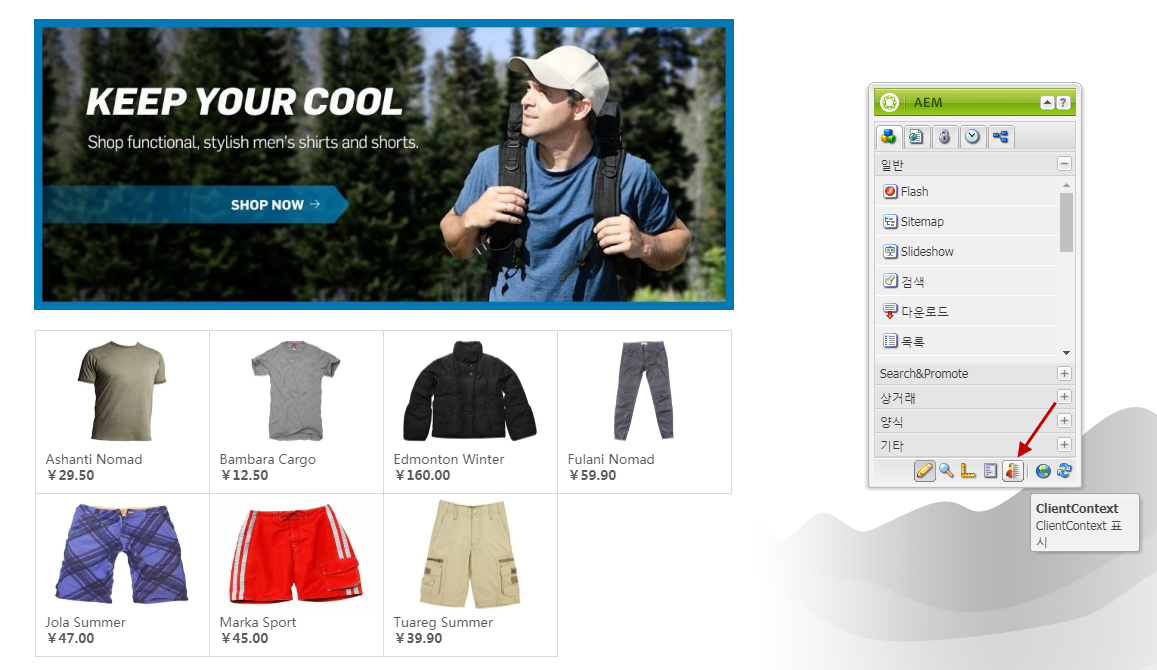 KEEP YOUR COOL
Shop functional, stylish men's shirts and shorts.
SHOP NOW →
Ashanti Nomad
¥29.50
Bambara Cargo
¥12.50
Edmonton Winter
¥160.00
Fulani Nomad
¥59.90
Jola Summer
¥47.00
Marka Sport
¥45.00
Tuareg Summer
¥39.90
AEM
?
일반
Flash
Sitemap
Slideshow
검색
다운로드
목록
Search&Promote
상거래
양식
기타
ClientContext
ClientContext 표
시